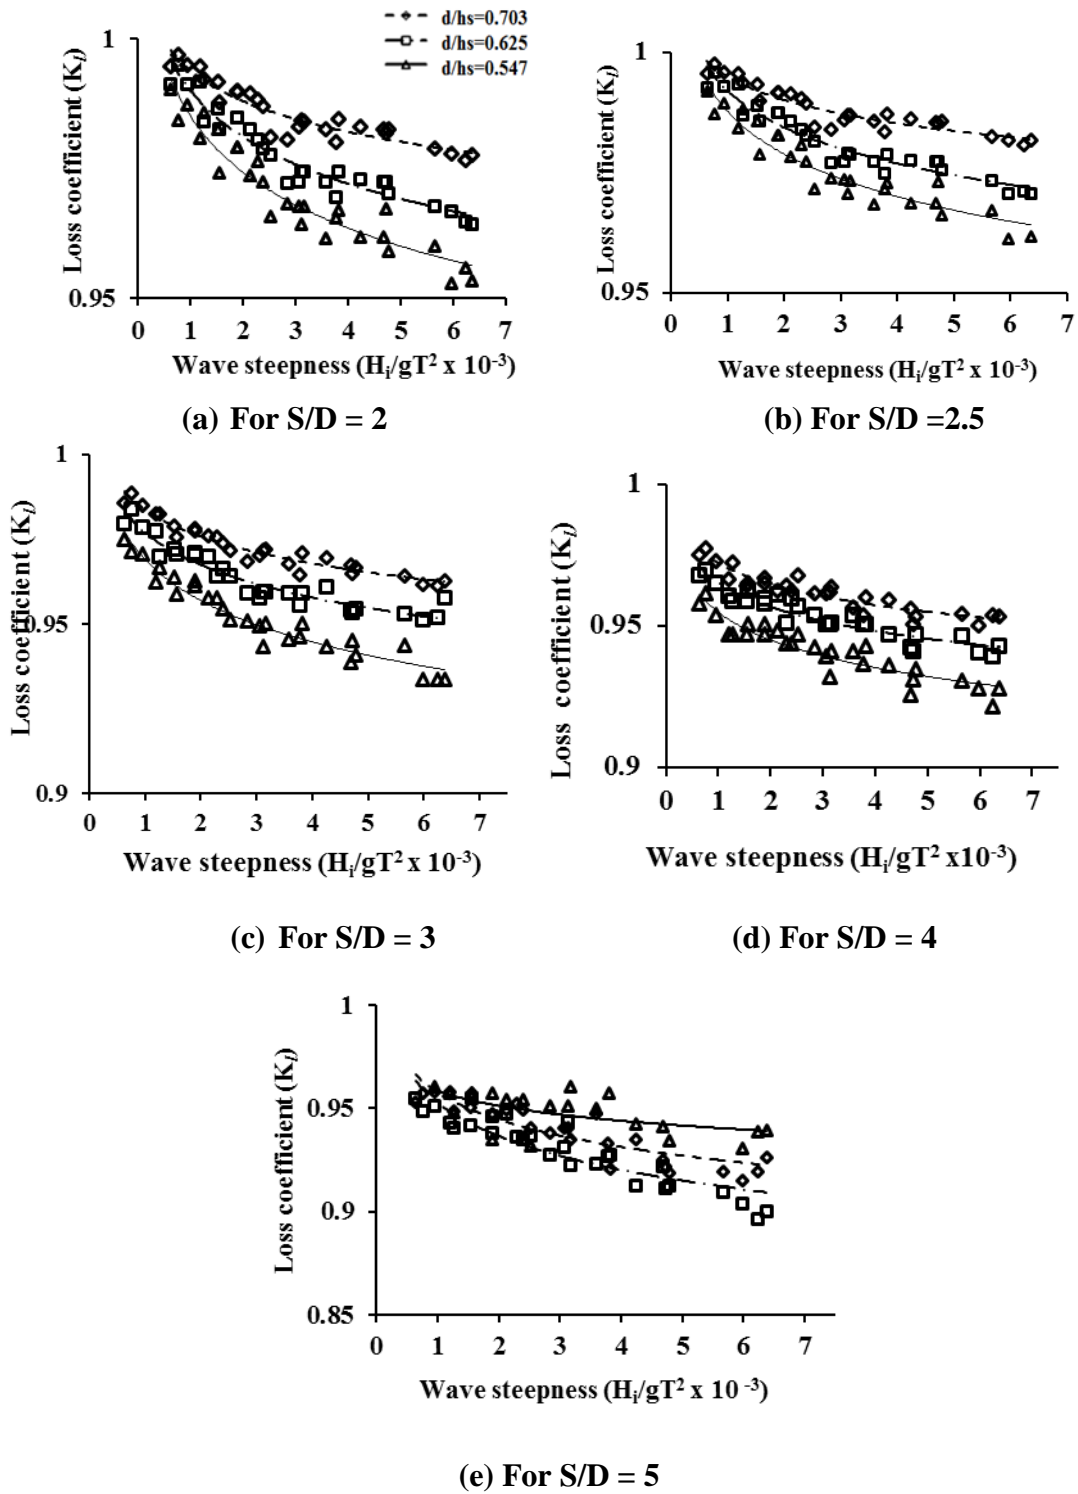 d/hs=0.703
d/hs=0.625
d/hs=0.547
Loss coefficient (Kl)
1
0.95
0 1 2 3 4 5 6 7
Wave steepness (Hi/gT² x 10⁻³)
(a) For S/D = 2
Loss coefficient (Kl)
1
0.95
0 1 2 3 4 5 6 7
Wave steepness (Hi/gT² x 10⁻³)
(b) For S/D =2.5
Loss coefficient (Kl)
1
0.95
0.9
0 1 2 3 4 5 6 7
Wave steepness (Hi/gT² x 10⁻³)
(c) For S/D = 3
Loss coefficient (Kl)
1
0.95
0.9
0 1 2 3 4 5 6 7
Wave steepness (Hi/gT² x10⁻³)
(d) For S/D = 4
Loss coefficient (Kl)
1
0.95
0.9
0.85
0 1 2 3 4 5 6 7
Wave steepness (Hi/gT² x 10 ⁻³)
(e) For S/D = 5